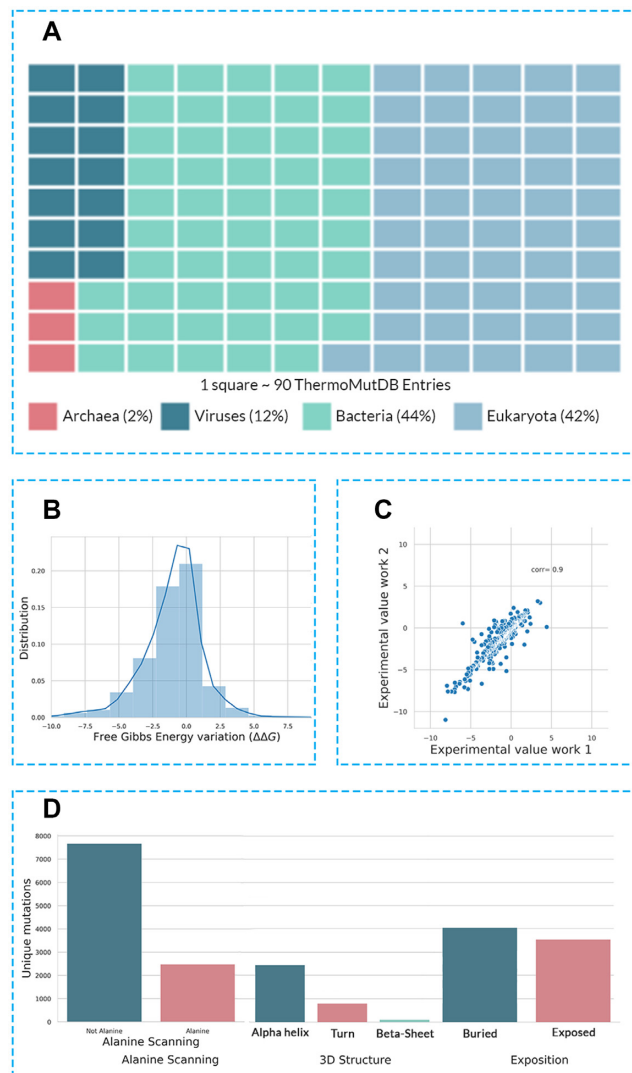 A
1 square ~ 90 ThermoMutDB Entries
Archaea (2%) Viruses (12%) Bacteria (44%) Eukaryota (42%)
B
0.20
0.15
0.10
0.05
0.00
Distribution
−10.0 −7.5 −5.0 −2.5 0.0 2.5 5.0 7.5
Free Gibbs Energy variation (ΔΔG)
C
10
5
0
−5
−10
Experimental value work 2
corr= 0.9
−10 −5 0 5 10
Experimental value work 1
D
8000
7000
6000
5000
4000
3000
2000
1000
0
Unique mutations
Not Alanine Alanine Alpha helix Turn Beta-Sheet Buried Exposed
Alanine Scanning
Alanine Scanning 3D Structure Exposition